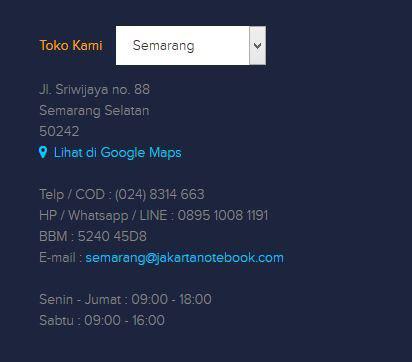 Toko Kami Semarang
Jl. Sriwijaya no. 88
Semarang Selatan
50242
Lihat di Google Maps
Telp / COD : (024) 8314 663
HP / Whatsapp / LINE : 0895 1008 1191
BBM : 5240 45D8
E-mail : semarang@jakartanotebook.com
Senin - Jumat : 09:00 - 18:00
Sabtu : 09:00 - 16:00